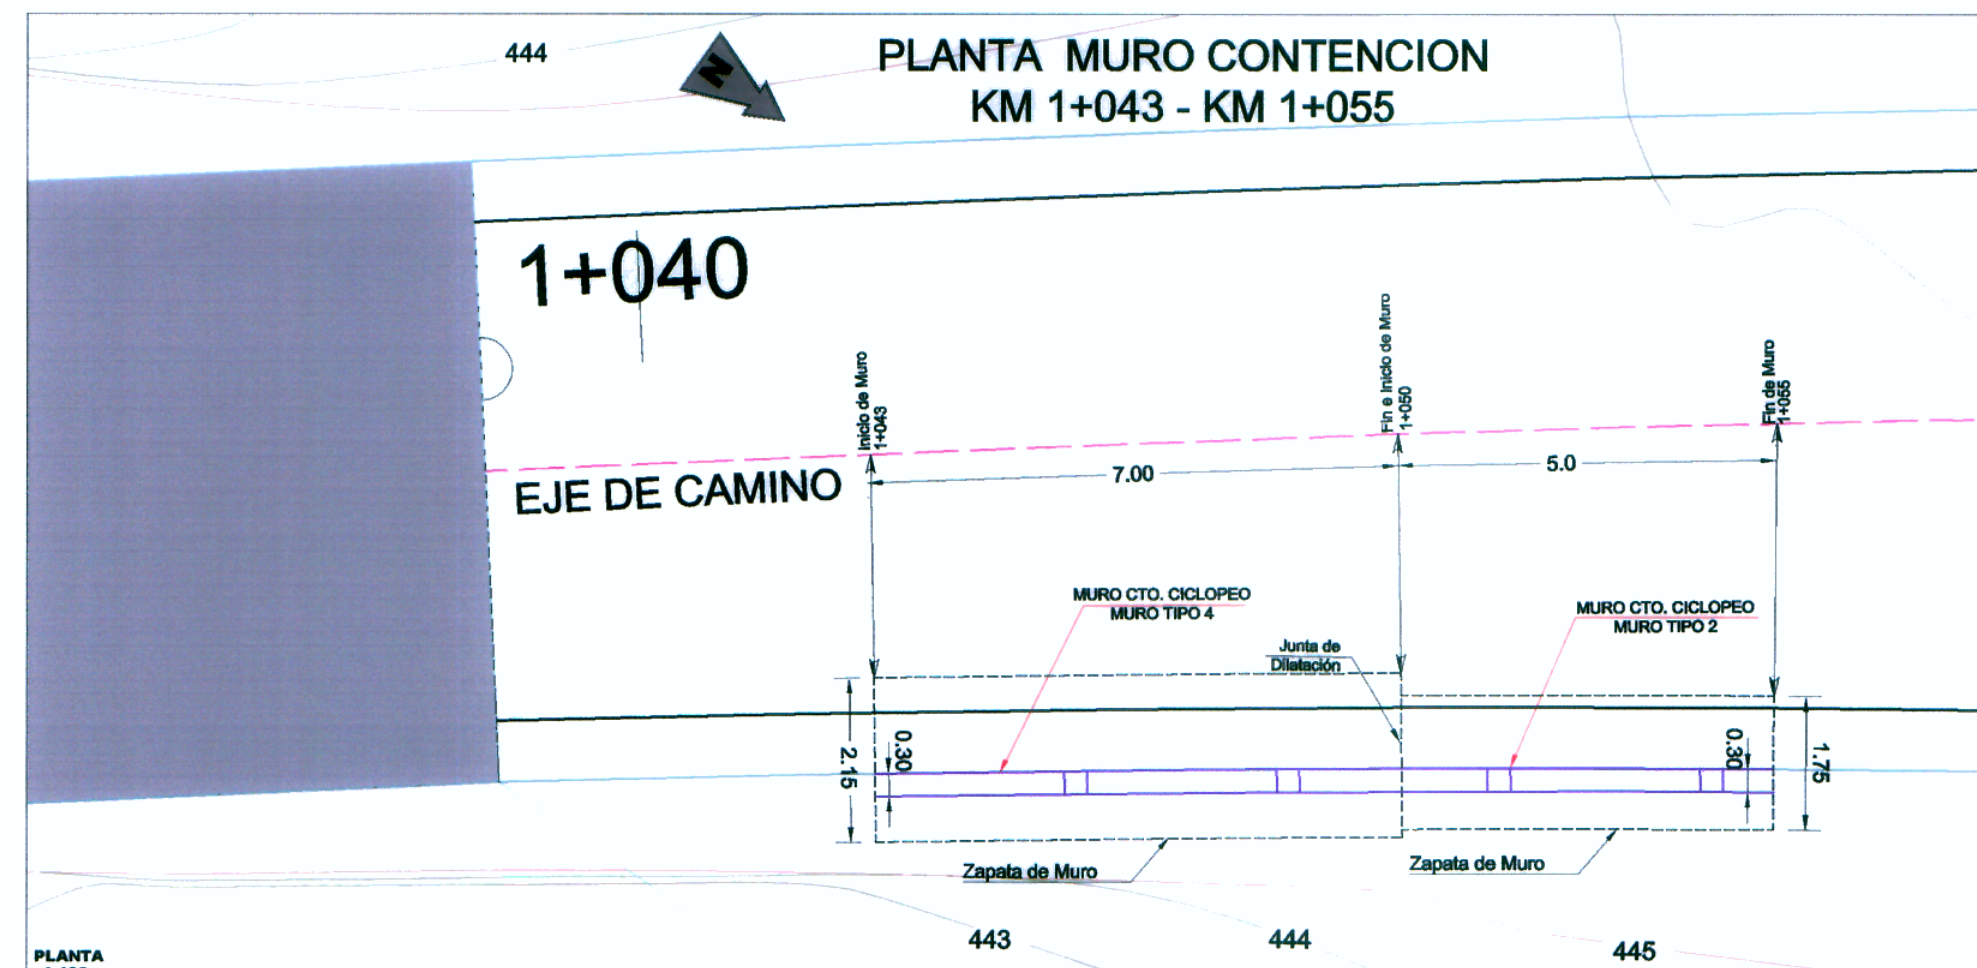 444
N
PLANTA MURO CONTENCION
KM 1+043 - KM 1+055
1+040
Inicio de Muro
1+043
Fin e Inicio de Muro
1+050
Fin de Muro
1+055
EJE DE CAMINO
7.00
5.0
MURO CTO. CICLOPEO
MURO TIPO 4
MURO CTO. CICLOPEO
MURO TIPO 2
Junta de
Dilatación
2.15
0.30
0.30
1.75
Zapata de Muro
Zapata de Muro
443
444
445
PLANTA